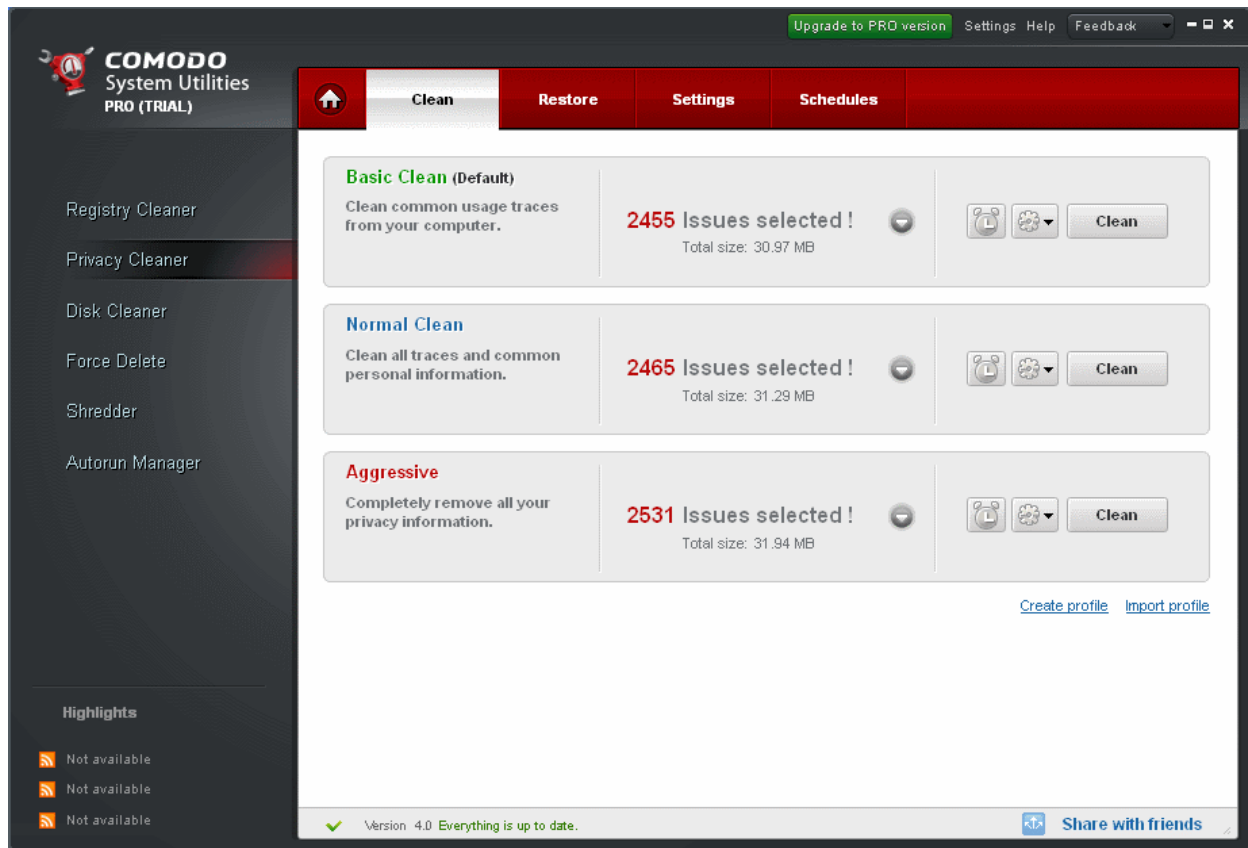 Upgrade to PRO version Settings Help Feedback
COMODO
System Utilities
PRO (TRIAL)
Clean Restore Settings Schedules
Registry Cleaner
Privacy Cleaner
Disk Cleaner
Force Delete
Shredder
Autorun Manager
Basic Clean (Default)
Clean common usage traces
from your computer.
2455 Issues selected !
Total size: 30.97 MB
Clean
Normal Clean
Clean all traces and common
personal information.
2465 Issues selected !
Total size: 31.29 MB
Clean
Aggressive
Completely remove all your
privacy information.
2531 Issues selected !
Total size: 31.94 MB
Clean
Create profile Import profile
Highlights
Not available
Not available
Not available
Version 4.0 Everything is up to date.
Share with friends